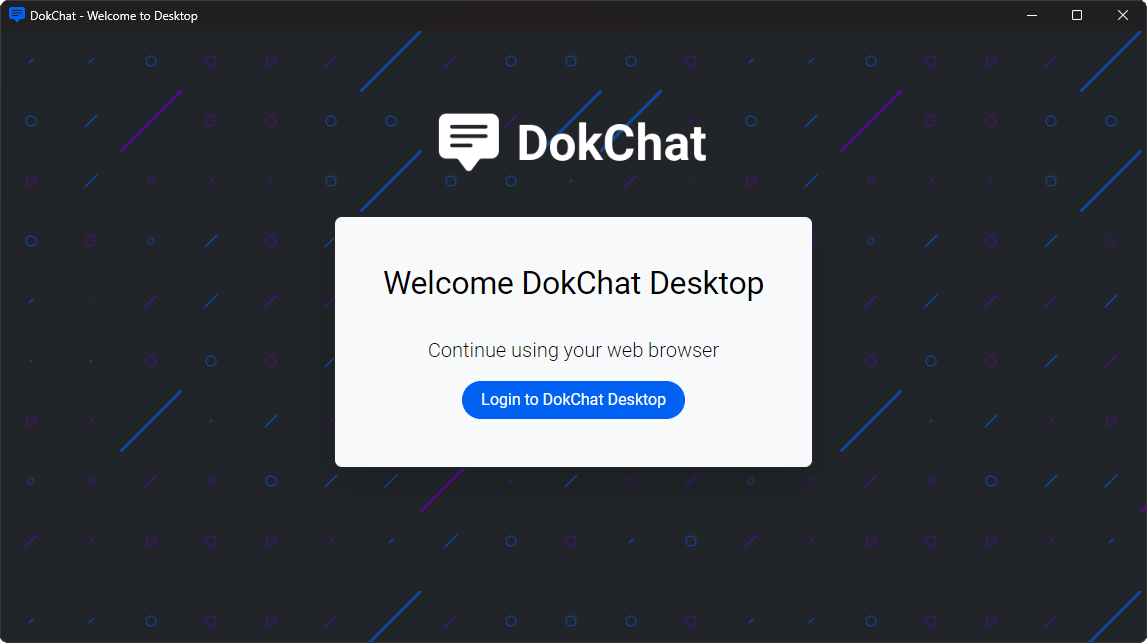 DokChat - Welcome to Desktop
DokChat
Welcome DokChat Desktop
Continue using your web browser
Login to DokChat Desktop